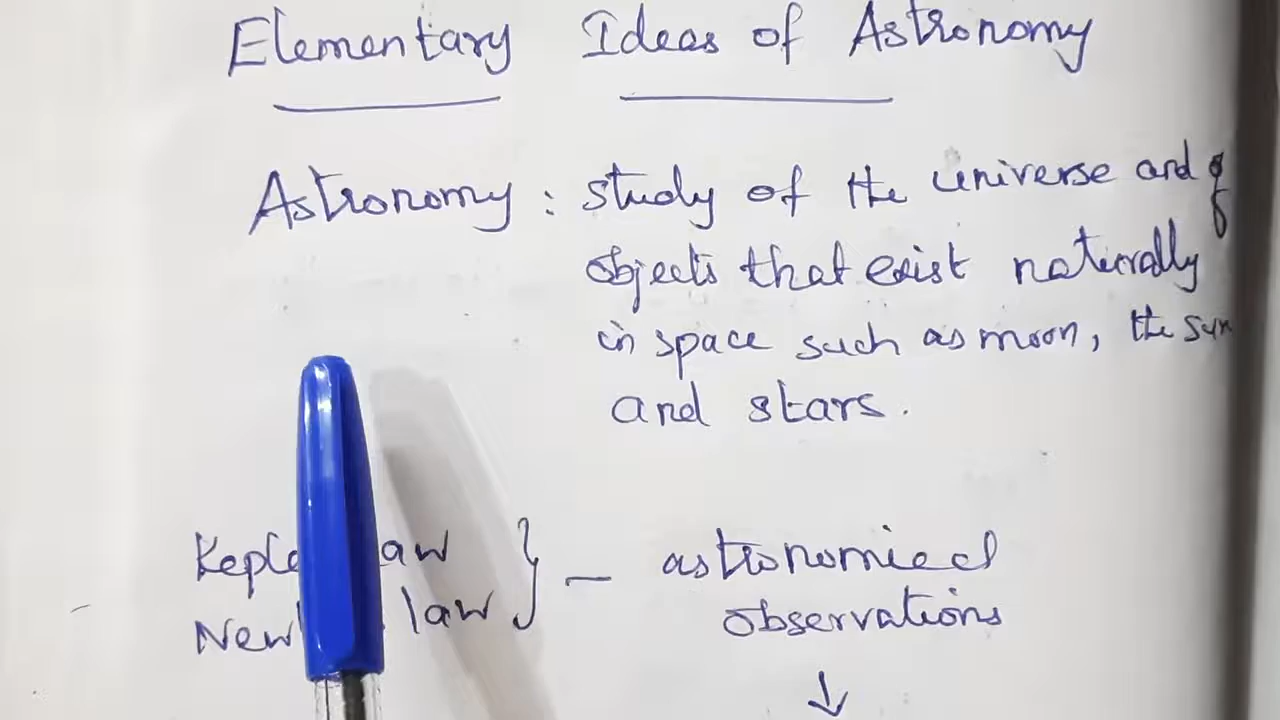 Elementary Ideas of Astronomy
Astronomy : study of the universe and of
objects that exist naturally
in space such as moon, the sun
and stars.
law } — astronomical
law observations
↓